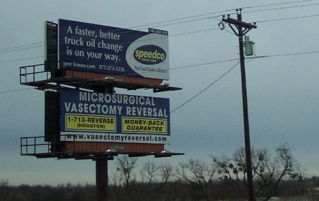 A faster, better
truck oil change
is on your way.
speedco
MICROSURGICAL
VASECTOMY REVERSAL
1-713-REVERSE
(HOUSTON)
MONEY-BACK
GUARANTEE
www.vasectomyreversal.com